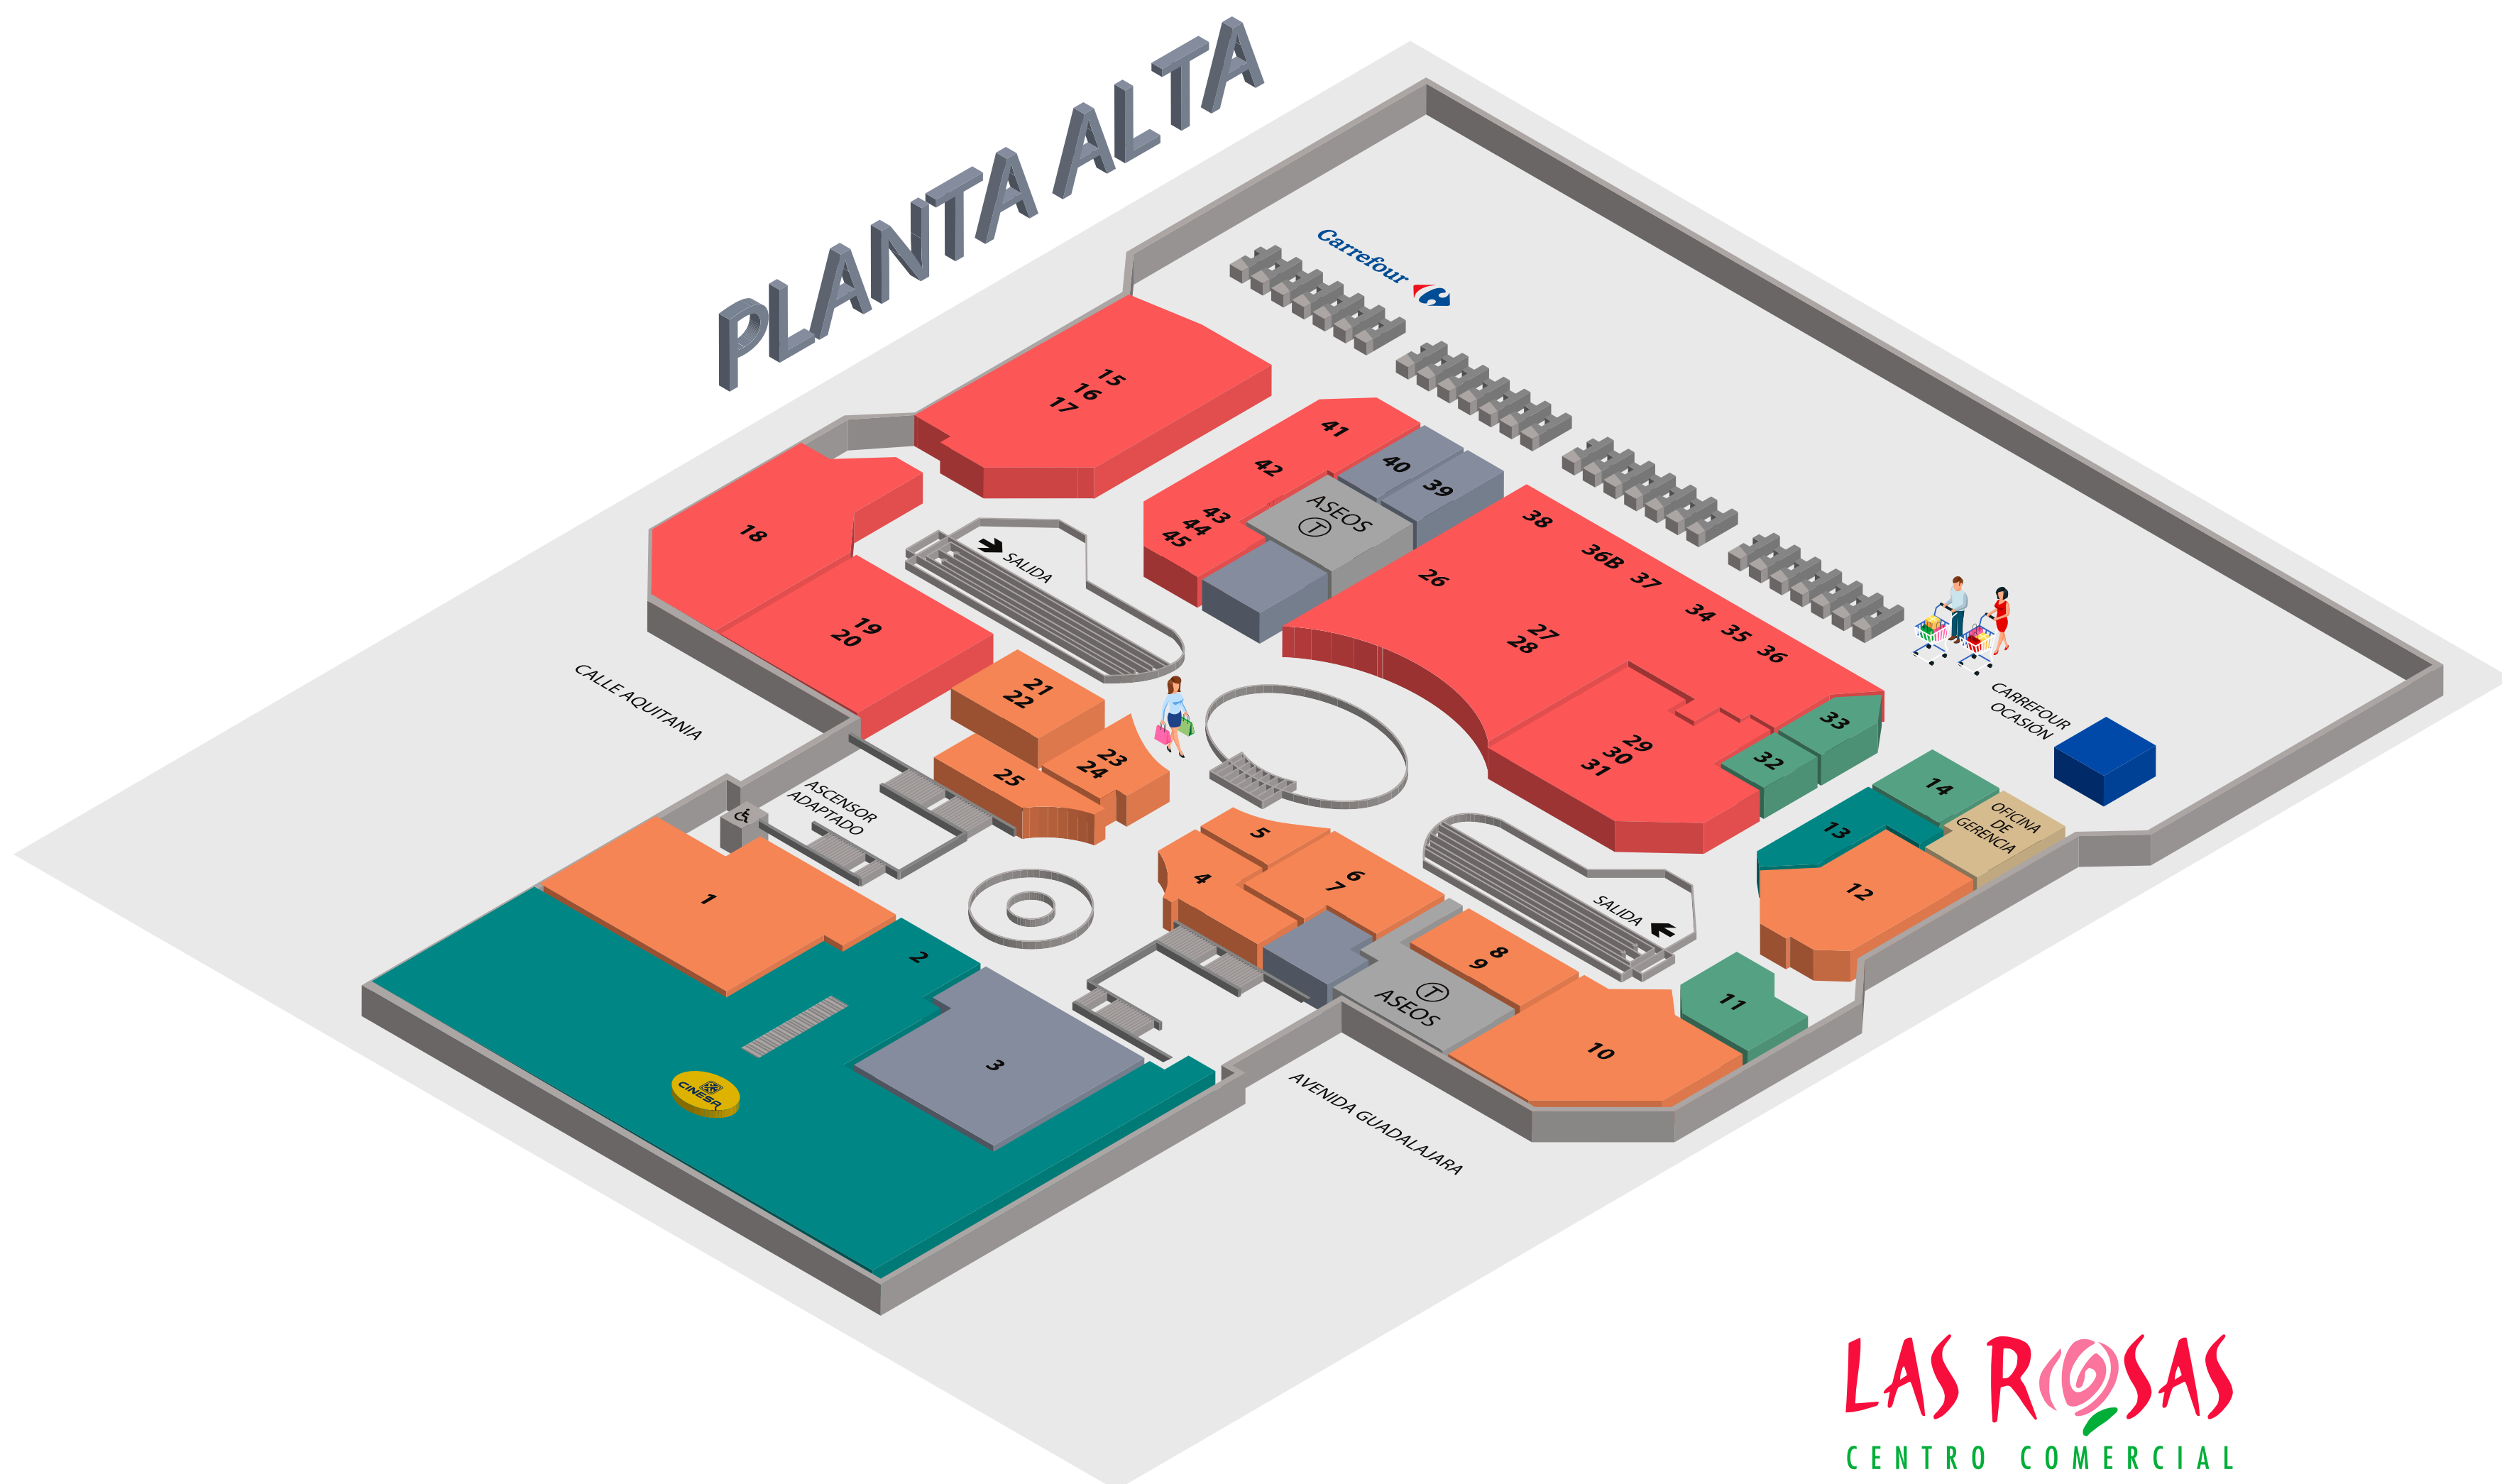 PLANTA ALTA
Carrefour
15
16
17
41
42
40
39
43
44
45
ASEOS
T
38
36B
37
34
35
36
26
27
28
18
SALIDA
19
20
CALLE AQUITANIA
21
22
23
24
25
29
30
31
32
33
CARREFOUR
OCASIÓN
14
13
OFICINA
DE
GERENCIA
12
ASCENSOR
ADAPTADO
1
2
3
4
5
6
7
8
9
SALIDA
T
ASEOS
10
11
CINESA
AVENIDA GUADALAJARA
LAS ROSAS
CENTRO COMERCIAL